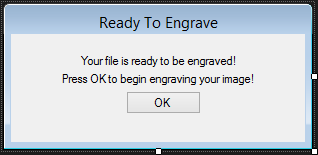 Ready To Engrave
Your file is ready to be engraved!
Press OK to begin engraving your image!
OK